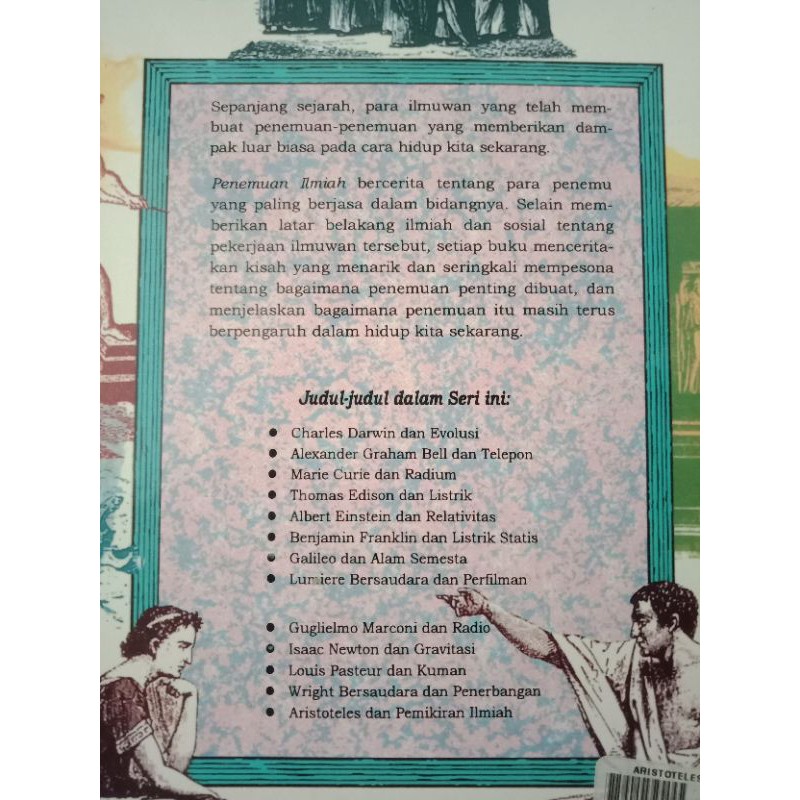 Sepanjang sejarah, para ilmuwan yang telah mem-
buat penemuan-penemuan yang memberikan dam-
pak luar biasa pada cara hidup kita sekarang.
Penemuan Ilmiah bercerita tentang para penemu
yang paling berjasa dalam bidangnya. Selain mem-
berikan latar belakang ilmiah dan sosial tentang
pekerjaan ilmuwan tersebut, setiap buku mencerita-
kan kisah yang menarik dan seringkali mempesona
tentang bagaimana penemuan penting dibuat, dan
menjelaskan bagaimana penemuan itu masih terus
berpengaruh dalam hidup kita sekarang.
Judul-judul dalam Seri ini:
• Charles Darwin dan Evolusi
• Alexander Graham Bell dan Telepon
• Marie Curie dan Radium
• Thomas Edison dan Listrik
• Albert Einstein dan Relativitas
• Benjamin Franklin dan Listrik Statis
• Galileo dan Alam Semesta
• Lumiere Bersaudara dan Perfilman
• Guglielmo Marconi dan Radio
• Isaac Newton dan Gravitasi
• Louis Pasteur dan Kuman
• Wright Bersaudara dan Penerbangan
• Aristoteles dan Pemikiran Ilmiah
ARISTOTELES